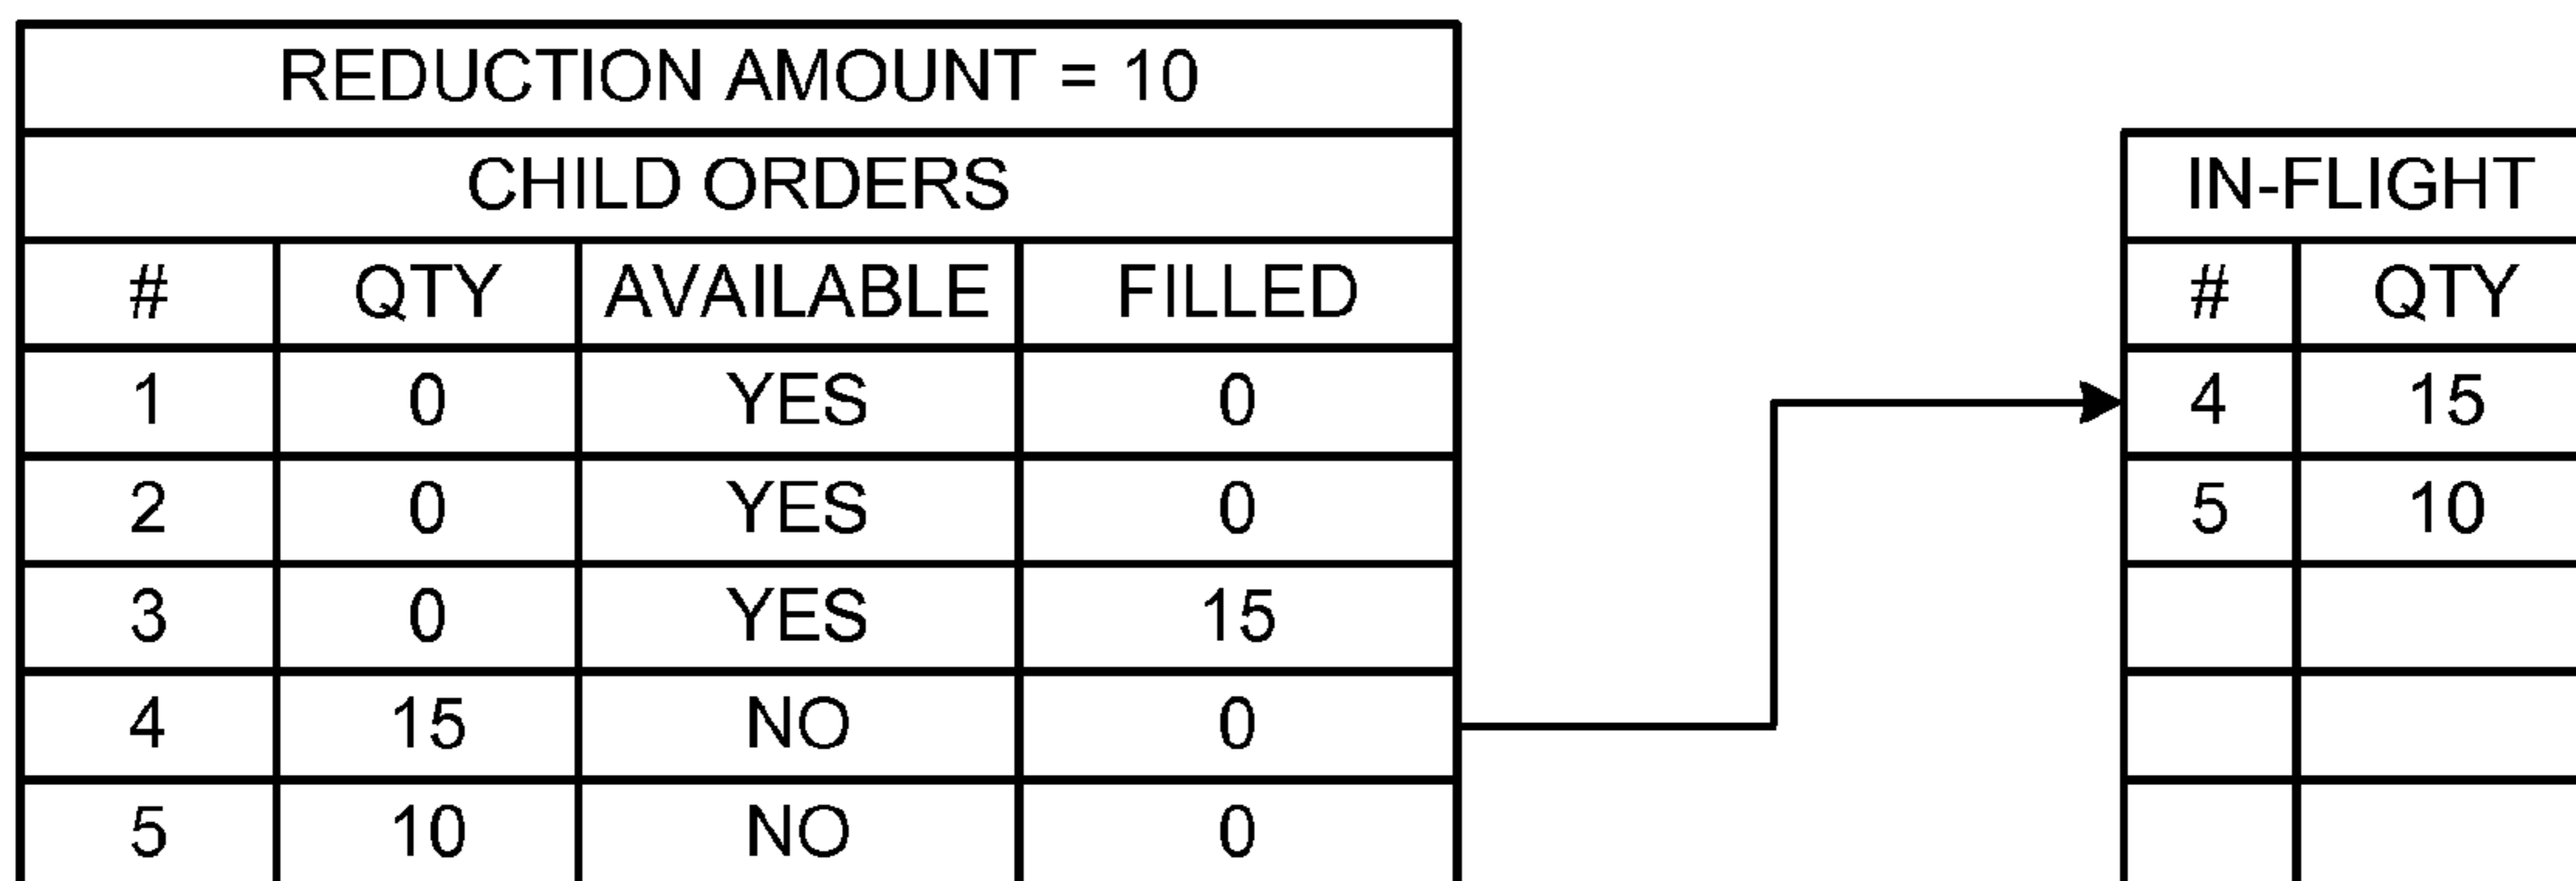 REDUCTION AMOUNT = 10
CHILD ORDERS IN-FLIGHT
# QTY AVAILABLE FILLED # QTY
1 0 YES 0 4 15
2 0 YES 0 5 10
3 0 YES 15
4 15 NO 0
5 10 NO 0